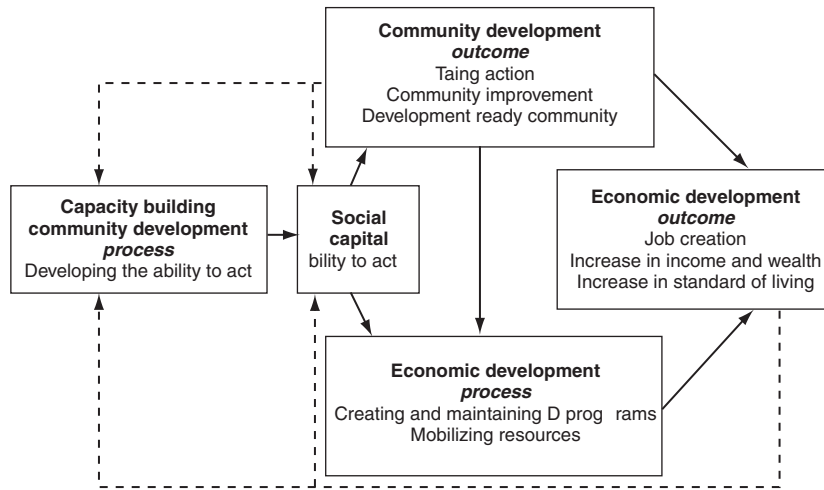 Community development
outcome
Taing action
Community improvement
Development ready community
Capacity building
community development
process
Developing the ability to act
Social
capital
bility to act
Economic development
outcome
Job creation
Increase in income and wealth
Increase in standard of living
Economic development
process
Creating and maintaining D prog rams
Mobilizing resources